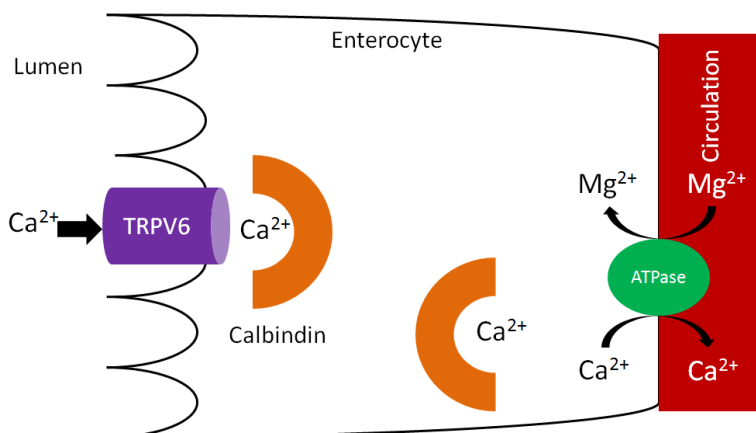 Enterocyte
Lumen
Circulation
Mg²⁺ Mg²⁺
Ca²⁺ TRPV6 Ca²⁺
ATPase
Calbindin Ca²⁺
Ca²⁺ Ca²⁺